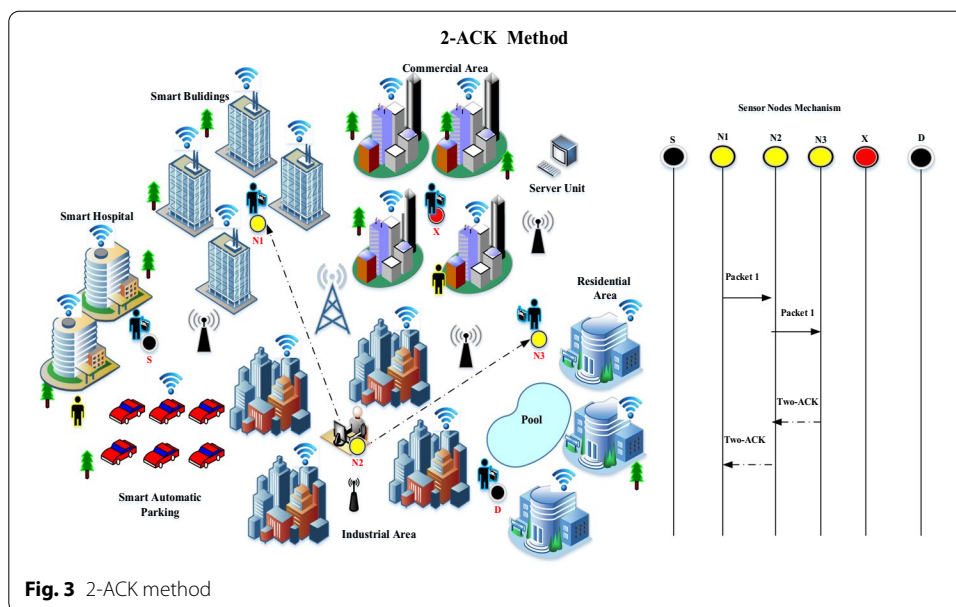 2-ACK Method
Commercial Area
Smart Bulidings
Sensor Nodes Mechanism
S
N1
N2
N3
X
D
Server Unit
Smart Hospital
N1
X
Residential
Area
Packet 1
Packet 1
S
N3
Two-ACK
Pool
Two-ACK
N2
Smart Automatic
Parking
D
Industrial Area
Fig. 3 2-ACK method